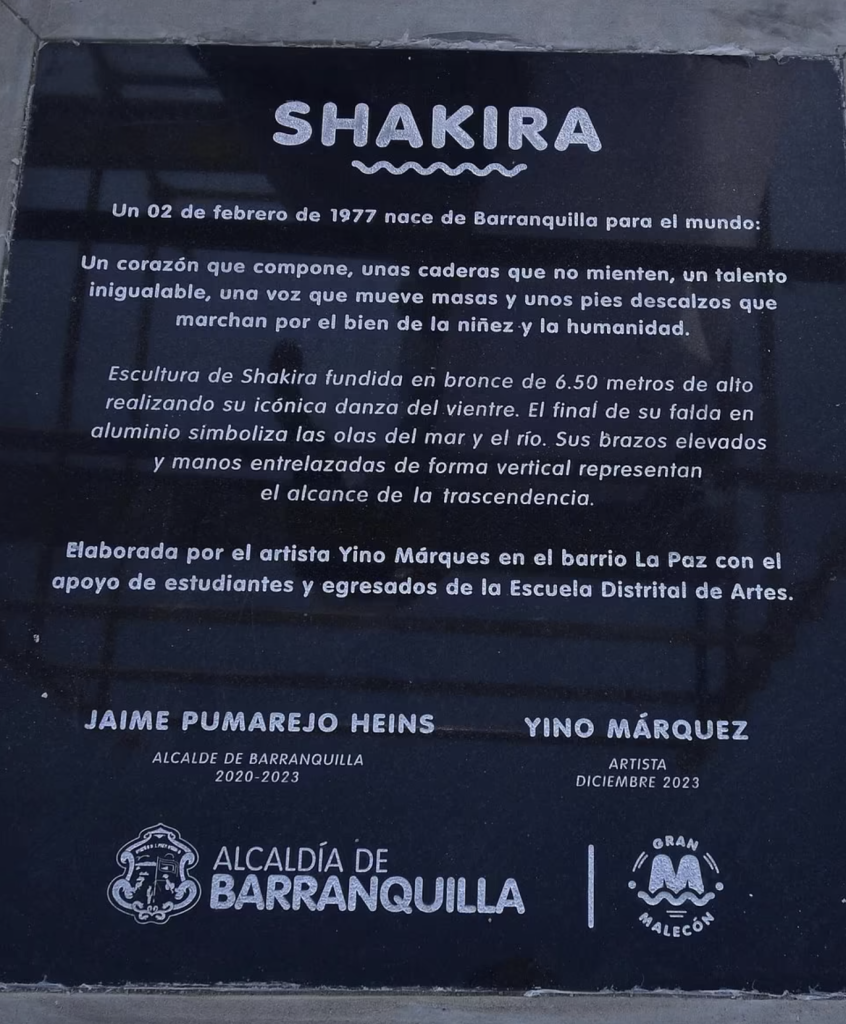 SHAKIRA
Un 02 de febrero de 1977 nace de Barranquilla para el mundo:
Un corazón que compone, unas caderas que no mienten, un talento
inigualable, una voz que mueve masas y unos pies descalzos que
marchan por el bien de la niñez y la humanidad.
Escultura de Shakira fundida en bronce de 6.50 metros de alto
realizando su icónica danza del vientre. El final de su falda en
aluminio simboliza las olas del mar y el río. Sus brazos elevados
y manos entrelazadas de forma vertical representan
el alcance de la trascendencia.
Elaborada por el artista Yino Márques en el barrio La Paz con el
apoyo de estudiantes y egresados de la Escuela Distrital de Artes.
JAIME PUMAREJO HEINS
ALCALDE DE BARRANQUILLA
2020-2023
YINO MÁRQUEZ
ARTISTA
DICIEMBRE 2023
ALCALDÍA DE
BARRANQUILLA
GRAN
MALECÓN